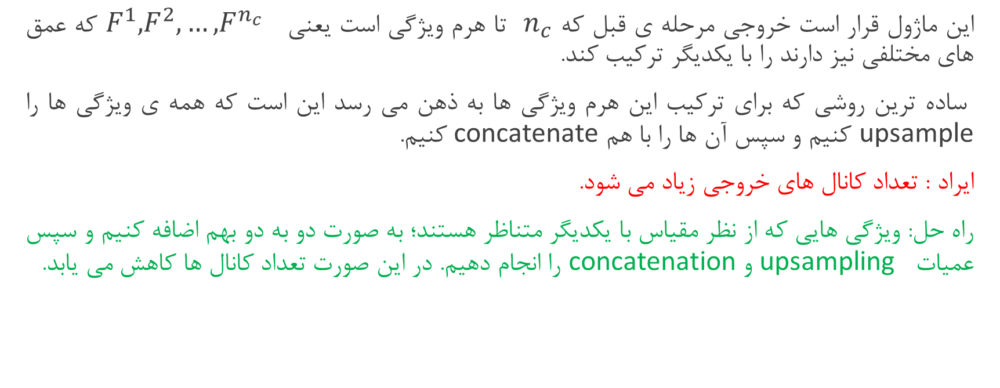 این ماژول قرار است خروجی مرحله ی قبل که n_c تا هرم ویژگی است یعنی F^1,F^2, … ,F^{n_c} که عمق
های مختلفی نیز دارند را با یکدیگر ترکیب کند.
ساده ترین روشی که برای ترکیب این هرم ویژگی ها به ذهن می رسد این است که همه ی ویژگی ها را
upsample کنیم و سپس آن ها را با هم concatenate کنیم.
ایراد : تعداد کانال های خروجی زیاد می شود.
راه حل: ویژگی هایی که از نظر مقیاس با یکدیگر متناظر هستند؛ به صورت دو به دو بهم اضافه کنیم و سپس
عمیات upsampling و concatenation را انجام دهیم. در این صورت تعداد کانال ها کاهش می یابد.